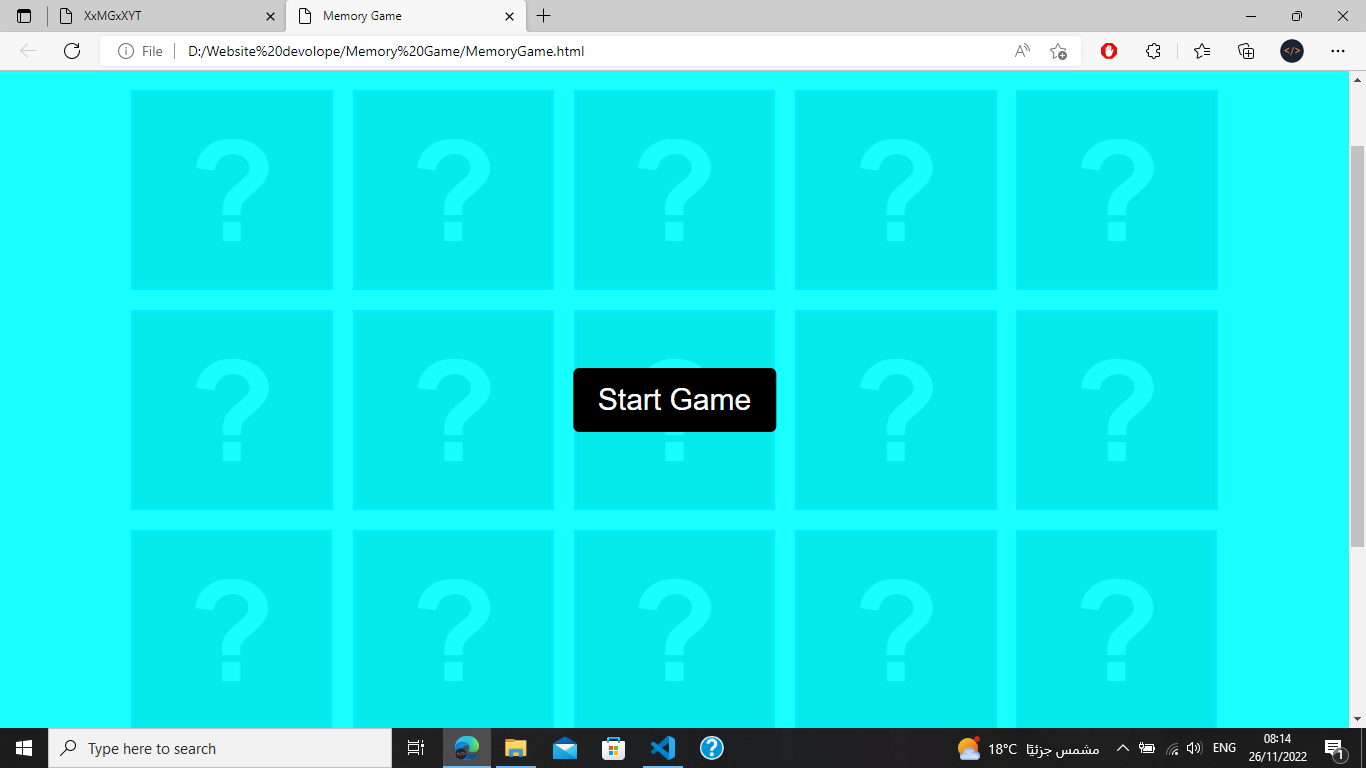 XxMGxXYT
Memory Game
File
D:/Website%20devolope/Memory%20Game/MemoryGame.html
? ? ? ? ?
? ? ? ? ?
Start Game
? ? ? ? ?
Type here to search
18°C مشمس جزئيًا
ENG
08:14
26/11/2022
1